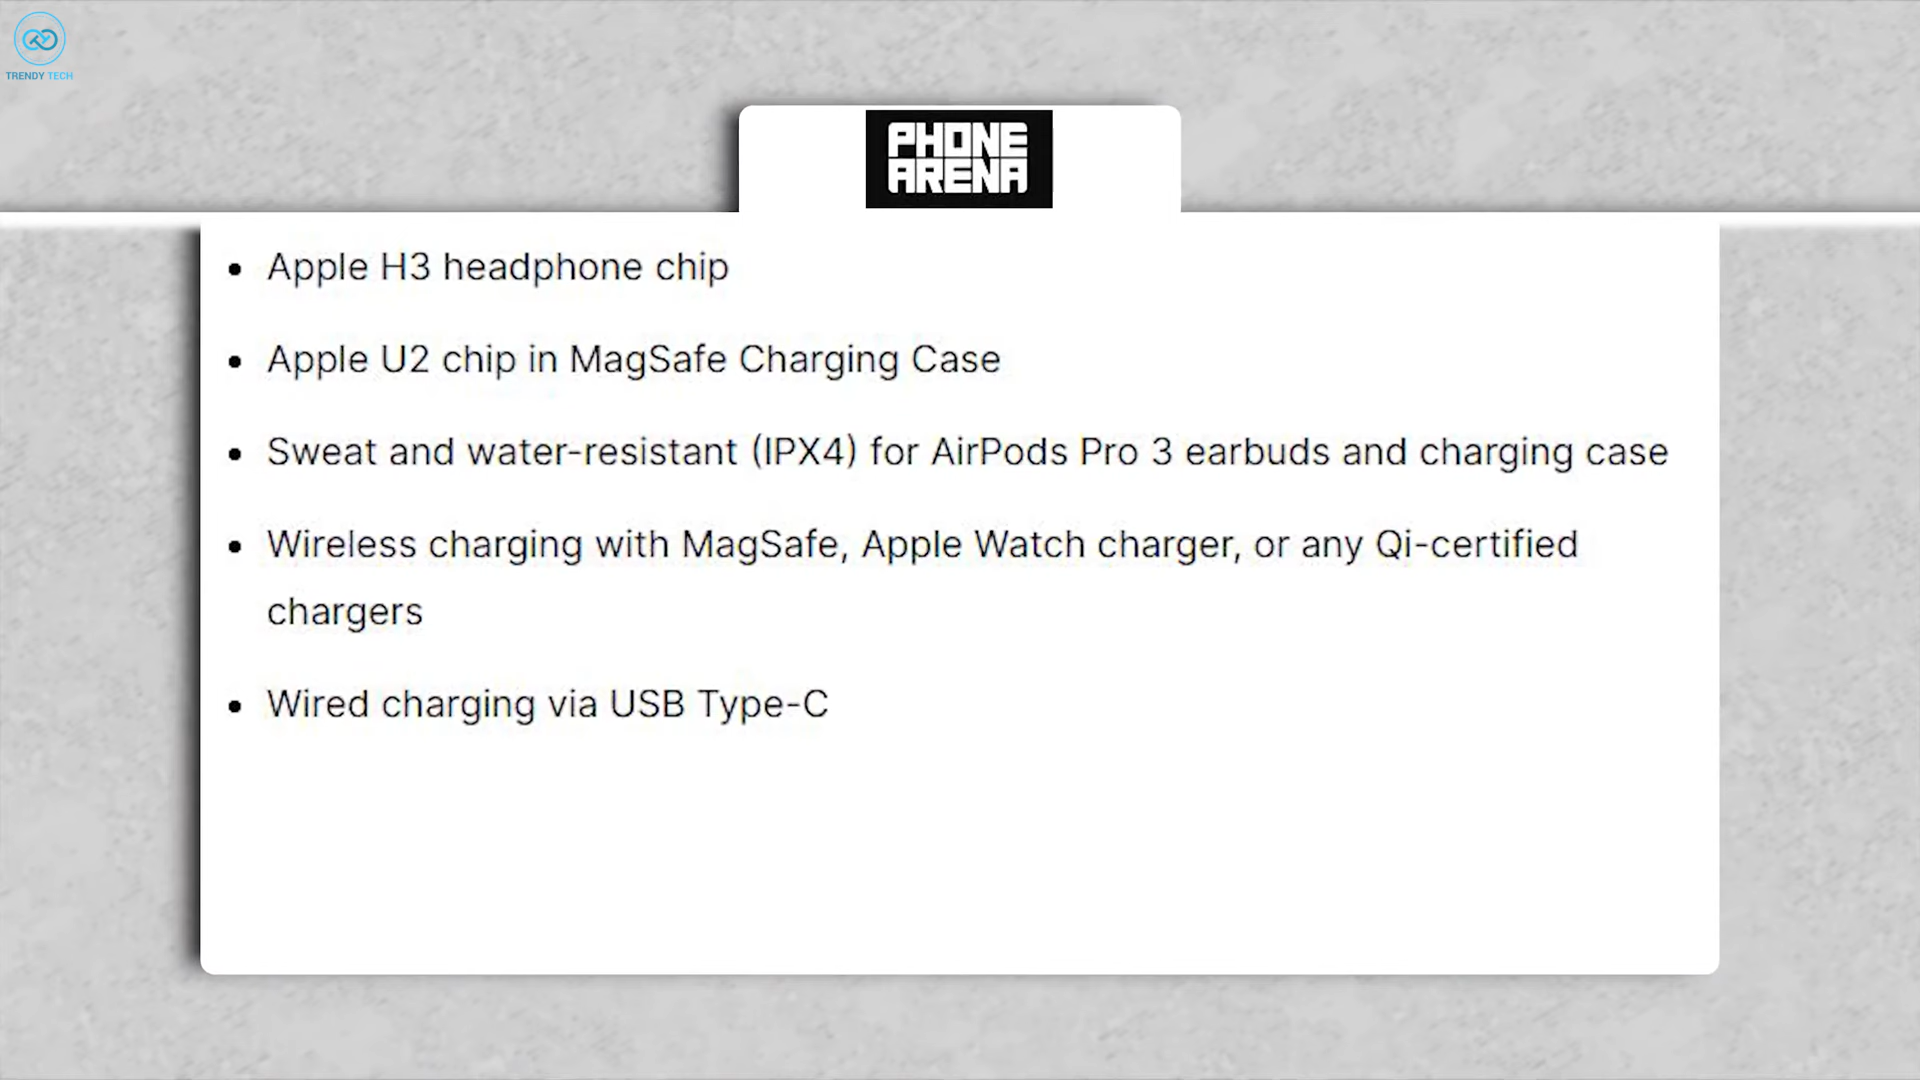 TRENDY TECH
PHONE
ARENA
• Apple H3 headphone chip
• Apple U2 chip in MagSafe Charging Case
• Sweat and water-resistant (IPX4) for AirPods Pro 3 earbuds and charging case
• Wireless charging with MagSafe, Apple Watch charger, or any Qi-certified
chargers
• Wired charging via USB Type-C